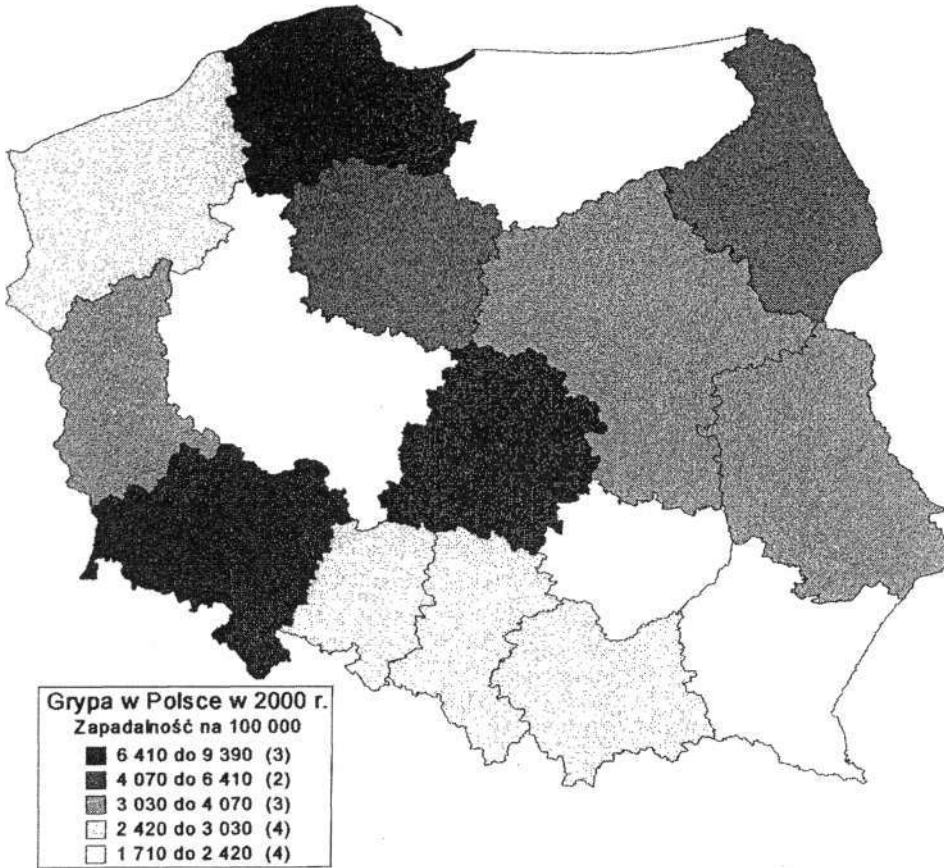 Grypa w Polsce w 2000 r.
Zapadalność na 100 000
6 410 do 9 390 (3)
4 070 do 6 410 (2)
3 030 do 4 070 (3)
2 420 do 3 030 (4)
1 710 do 2 420 (4)